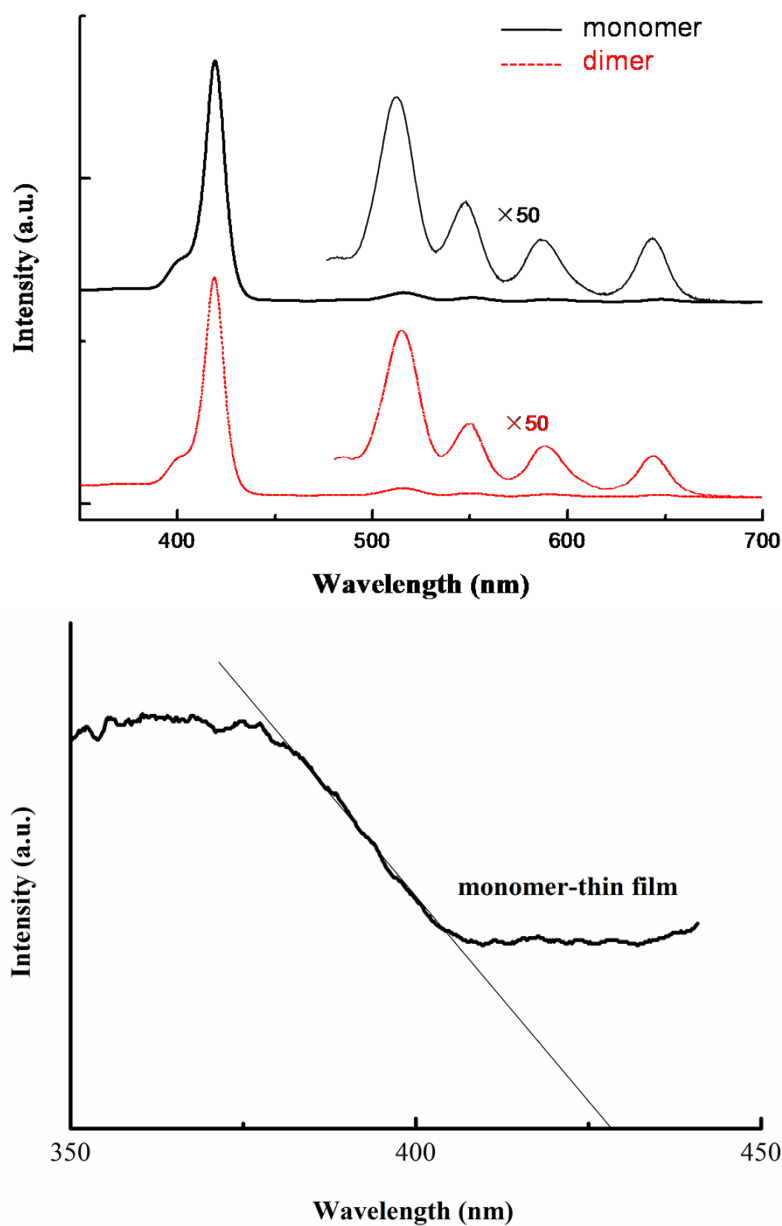 monomer
dimer
Intensity (a.u.)
×50
×50
400 500 600 700
Wavelength (nm)
Intensity (a.u.)
monomer-thin film
350 400 450
Wavelength (nm)